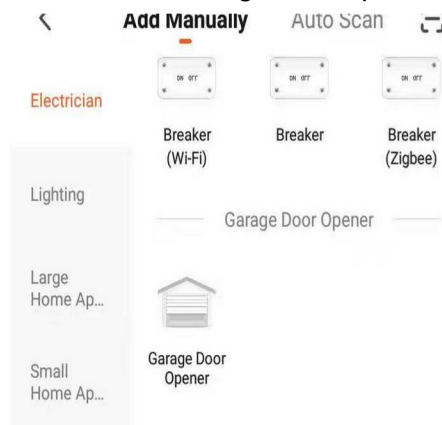 Add Manually Auto Scan
Electrician
ON OFF
ON OFF
ON OFF
Breaker
(Wi-Fi)
Breaker
Breaker
(Zigbee)
Lighting
Garage Door Opener
Large
Home Ap...
Garage Door
Opener
Small
Home Ap...